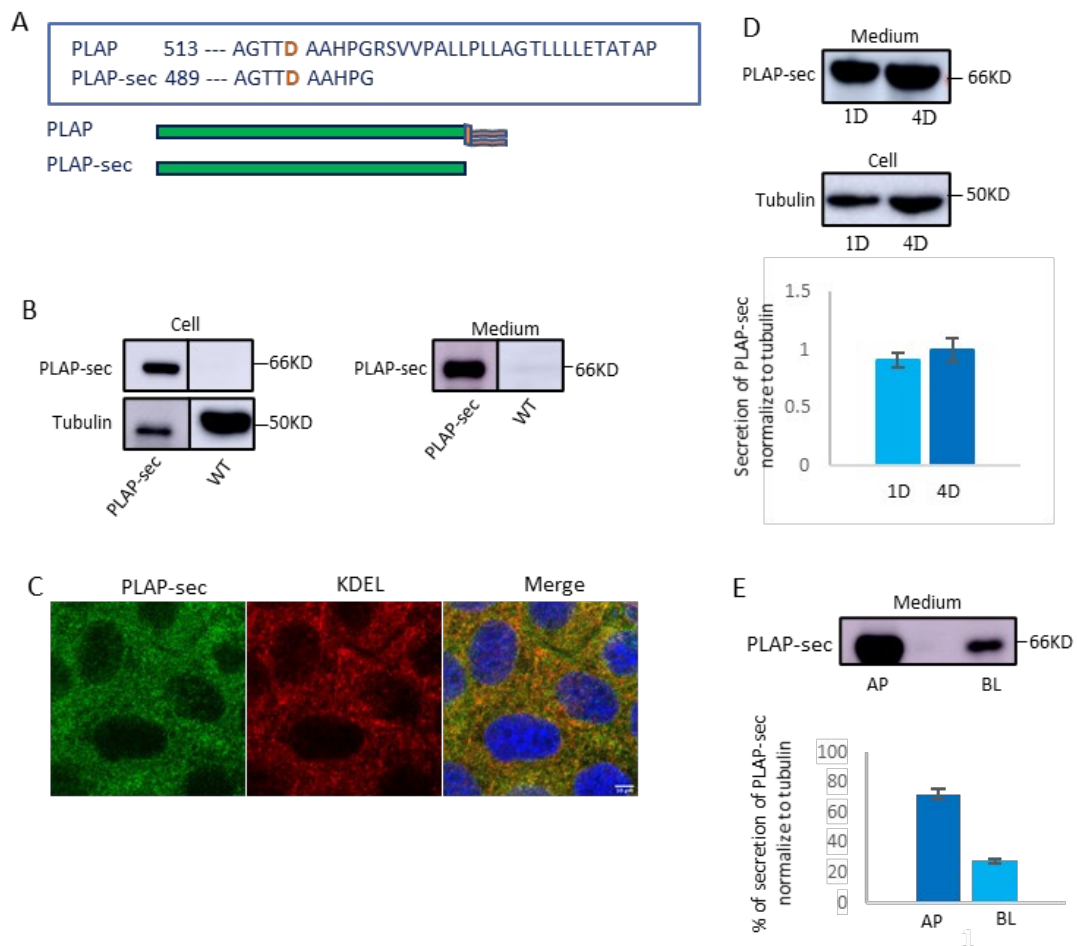 A
PLAP 513 --- AGTTD AAHPGRSVVPALLPLLAGTLLLLETATAP
PLAP-sec 489 --- AGTTD AAHPG
PLAP
PLAP-sec
B
Cell
PLAP-sec
66KD
Tubulin
50KD
PLAP-sec
WT
Medium
PLAP-sec
66KD
PLAP-sec
WT
C
PLAP-sec KDEL Merge
D
Medium
PLAP-sec
66KD
1D 4D
Cell
Tubulin
50KD
1D 4D
Secretion of PLAP-sec
normalize to tubulin
1.5
1
0.5
0
1D 4D
E
Medium
PLAP-sec
66KD
AP BL
% of secretion of PLAP-sec
normalize to tubulin
100
80
60
40
20
0
AP BL
1